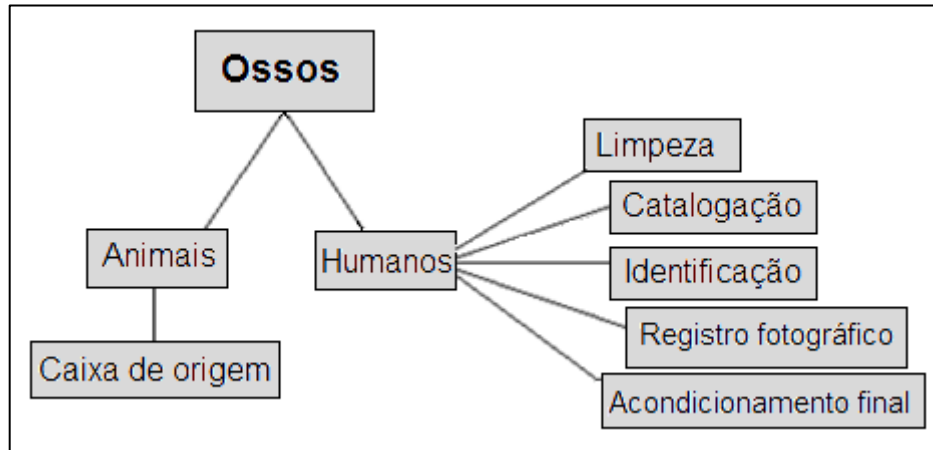 Ossos
Animais
Caixa de origem
Humanos
Limpeza
Catalogação
Identificação
Registro fotográfico
Acondicionamento final